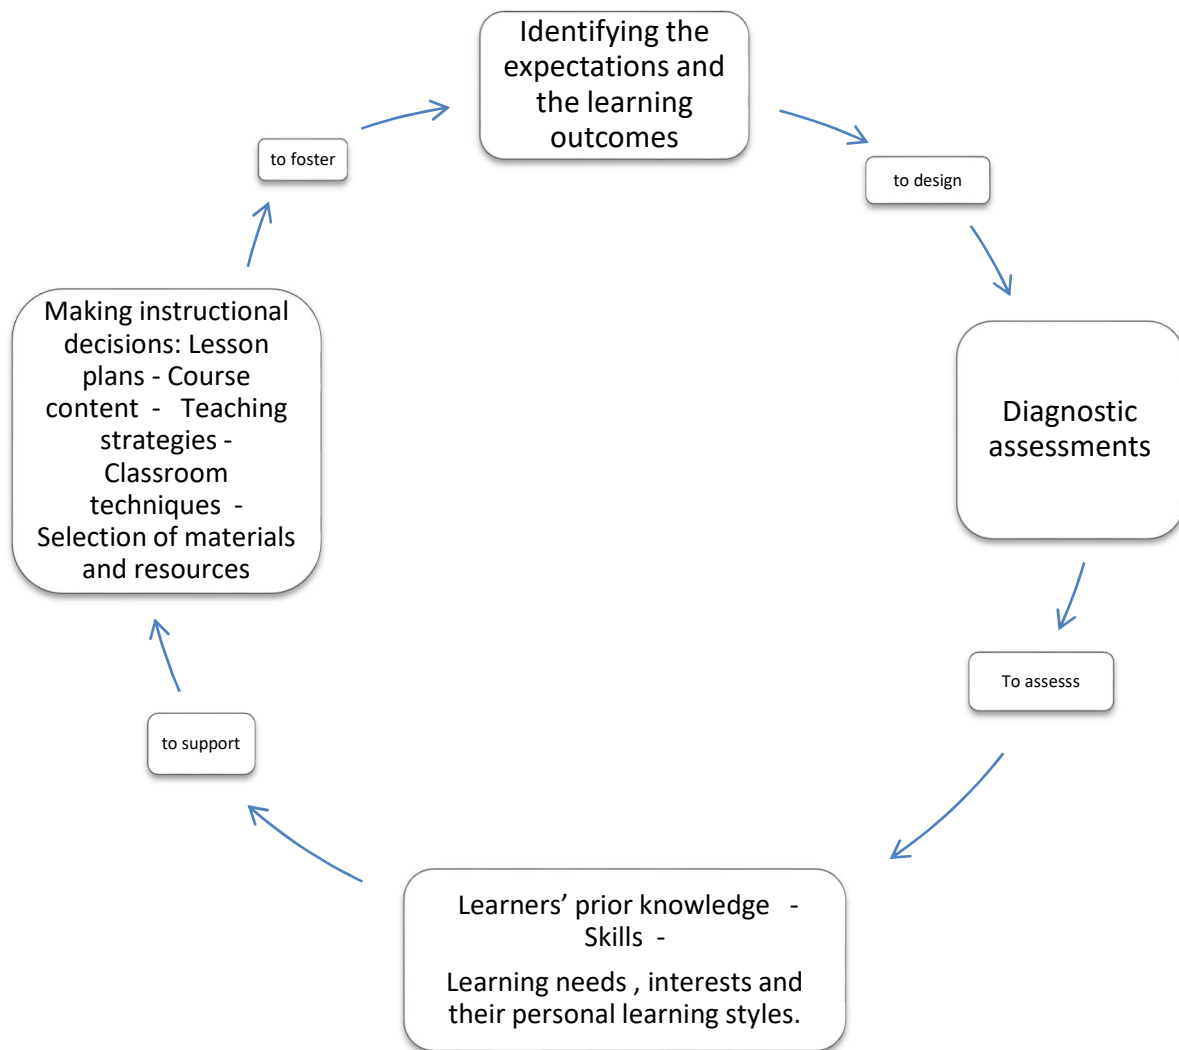 Identifying the
expectations and
the learning
outcomes
to design
Diagnostic
assessments
To assesss
Learners’ prior knowledge -
Skills -
Learning needs , interests and
their personal learning styles.
to support
Making instructional
decisions: Lesson
plans - Course
content - Teaching
strategies -
Classroom
techniques -
Selection of materials
and resources
to foster